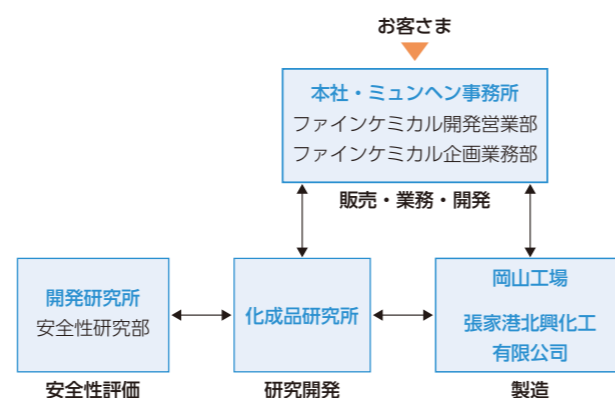 お客さま
本社・ミュンヘン事務所
ファインケミカル開発営業部
ファインケミカル企画業務部
販売・業務・開発
開発研究所
安全性研究部
安全性評価
化成品研究所
研究開発
岡山工場
張家港北興化工
有限公司
製造